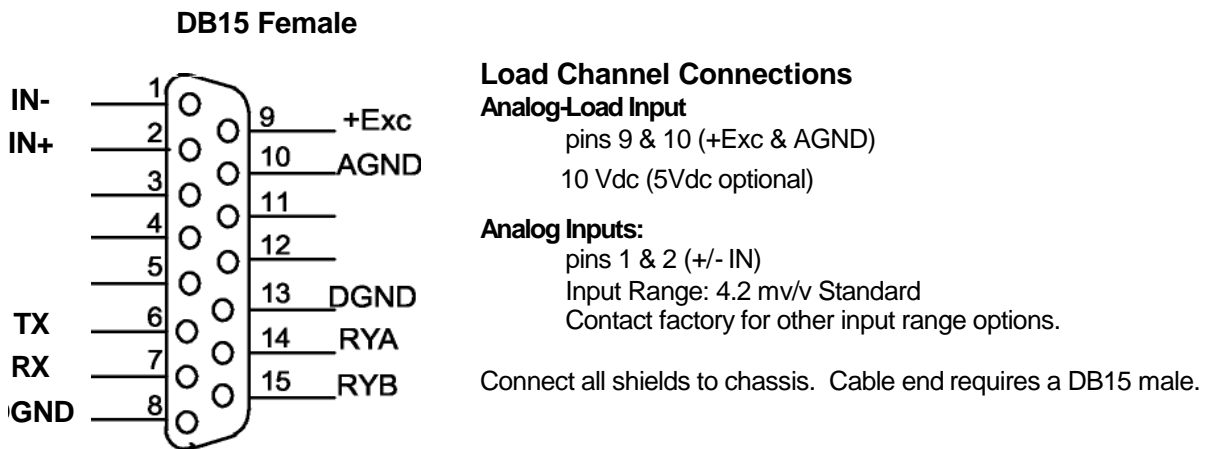 DB15 Female
IN-
IN+
TX
RX
GND
1
2
3
4
5
6
7
8
9
10
11
12
13
14
15
+Exc
AGND
DGND
RYA
RYB
Load Channel Connections
Analog-Load Input
pins 9 & 10 (+Exc & AGND)
10 Vdc (5Vdc optional)
Analog Inputs:
pins 1 & 2 (+/- IN)
Input Range: 4.2 mv/v Standard
Contact factory for other input range options.
Connect all shields to chassis. Cable end requires a DB15 male.